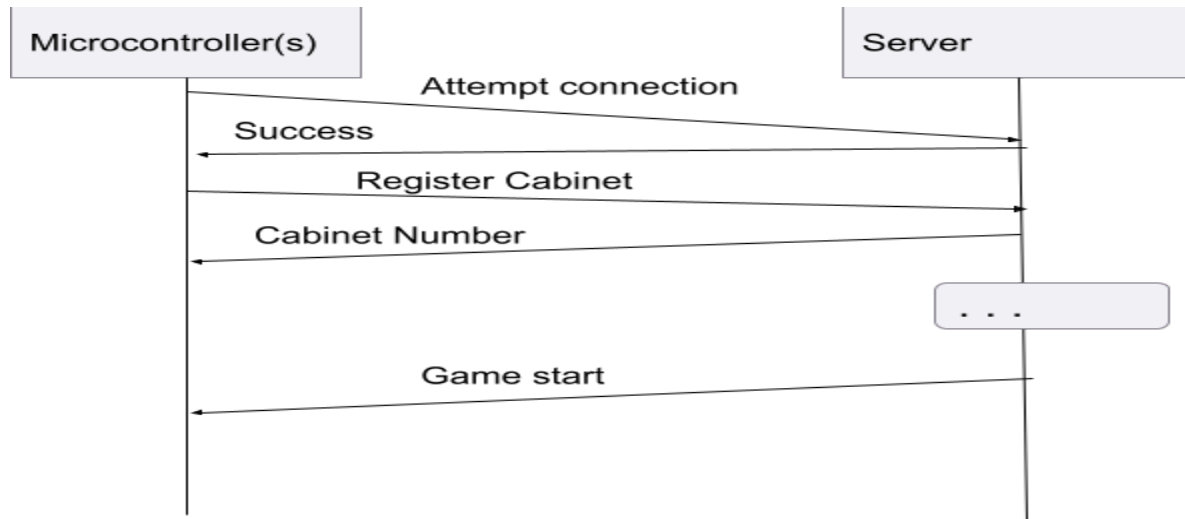 Microcontroller(s)
Server
Attempt connection
Success
Register Cabinet
Cabinet Number
. . .
Game start